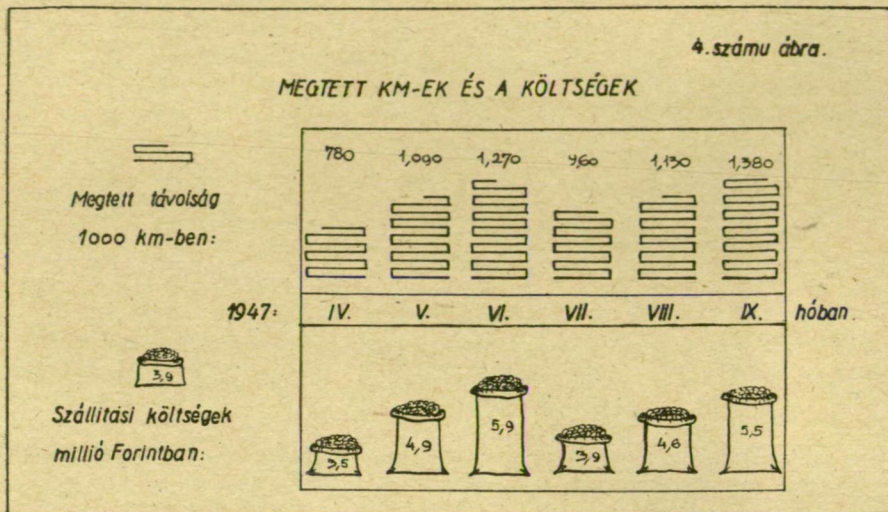 4. számu ábra.
MEGTETT KM-EK ÉS A KÖLTSÉGEK
Megtett távolság
1000 km-ben:
780 1,090 1,270 960 1,130 1,380
1947: IV. V. VI. VII. VIII. IX. hóban.
3,9
Szállitási költségek
millió Forintban:
3,5 4,9 5,9 3,9 4,6 5,5